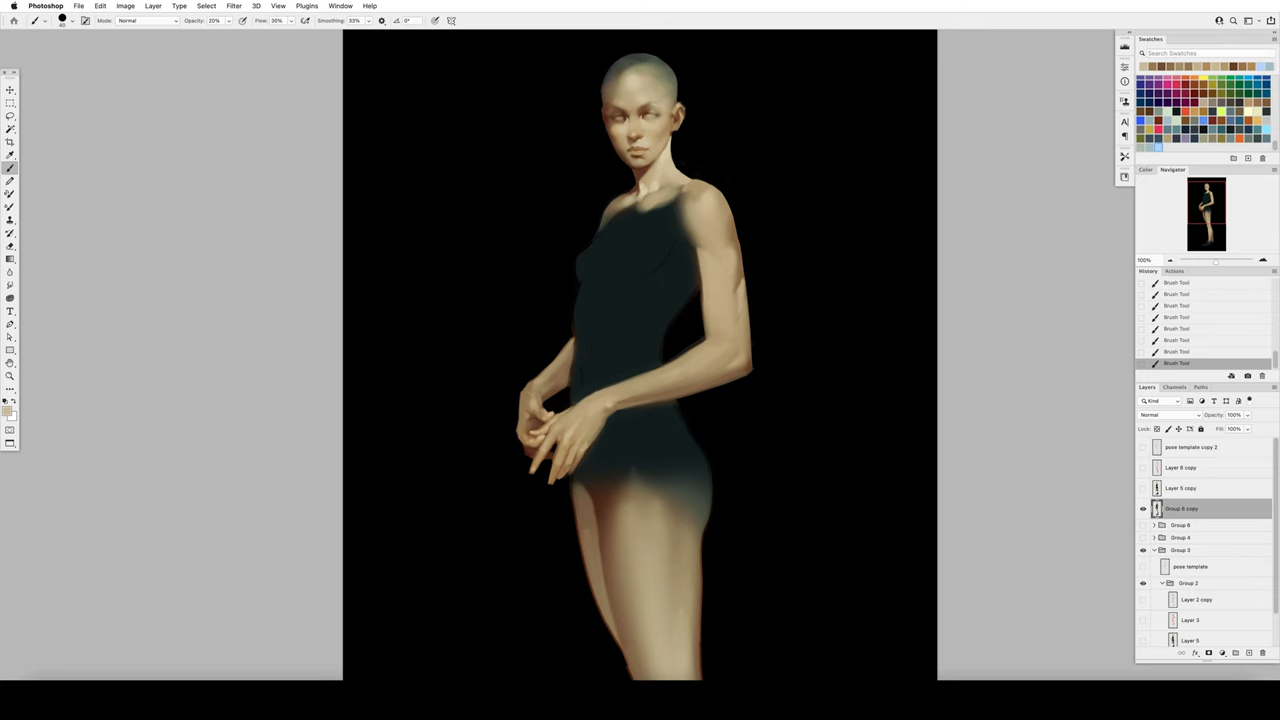 Photoshop File Edit Image Layer Type Select Filter 3D View Plugins Window Help
40 Mode: Normal Opacity: 20% Flow: 30% Smoothing: 33% 0°
Swatches
Search Swatches
Color Navigator
100%
History Actions
Brush Tool
Brush Tool
Brush Tool
Brush Tool
Brush Tool
Brush Tool
Brush Tool
Brush Tool
Layers Channels Paths
Kind
Normal Opacity: 100%
Lock: Fill: 100%
pose template copy 2
Layer 6 copy
Layer 5 copy
Group 6 copy
Group 6
Group 4
Group 3
pose template
Group 2
Layer 2 copy
Layer 3
Layer 5